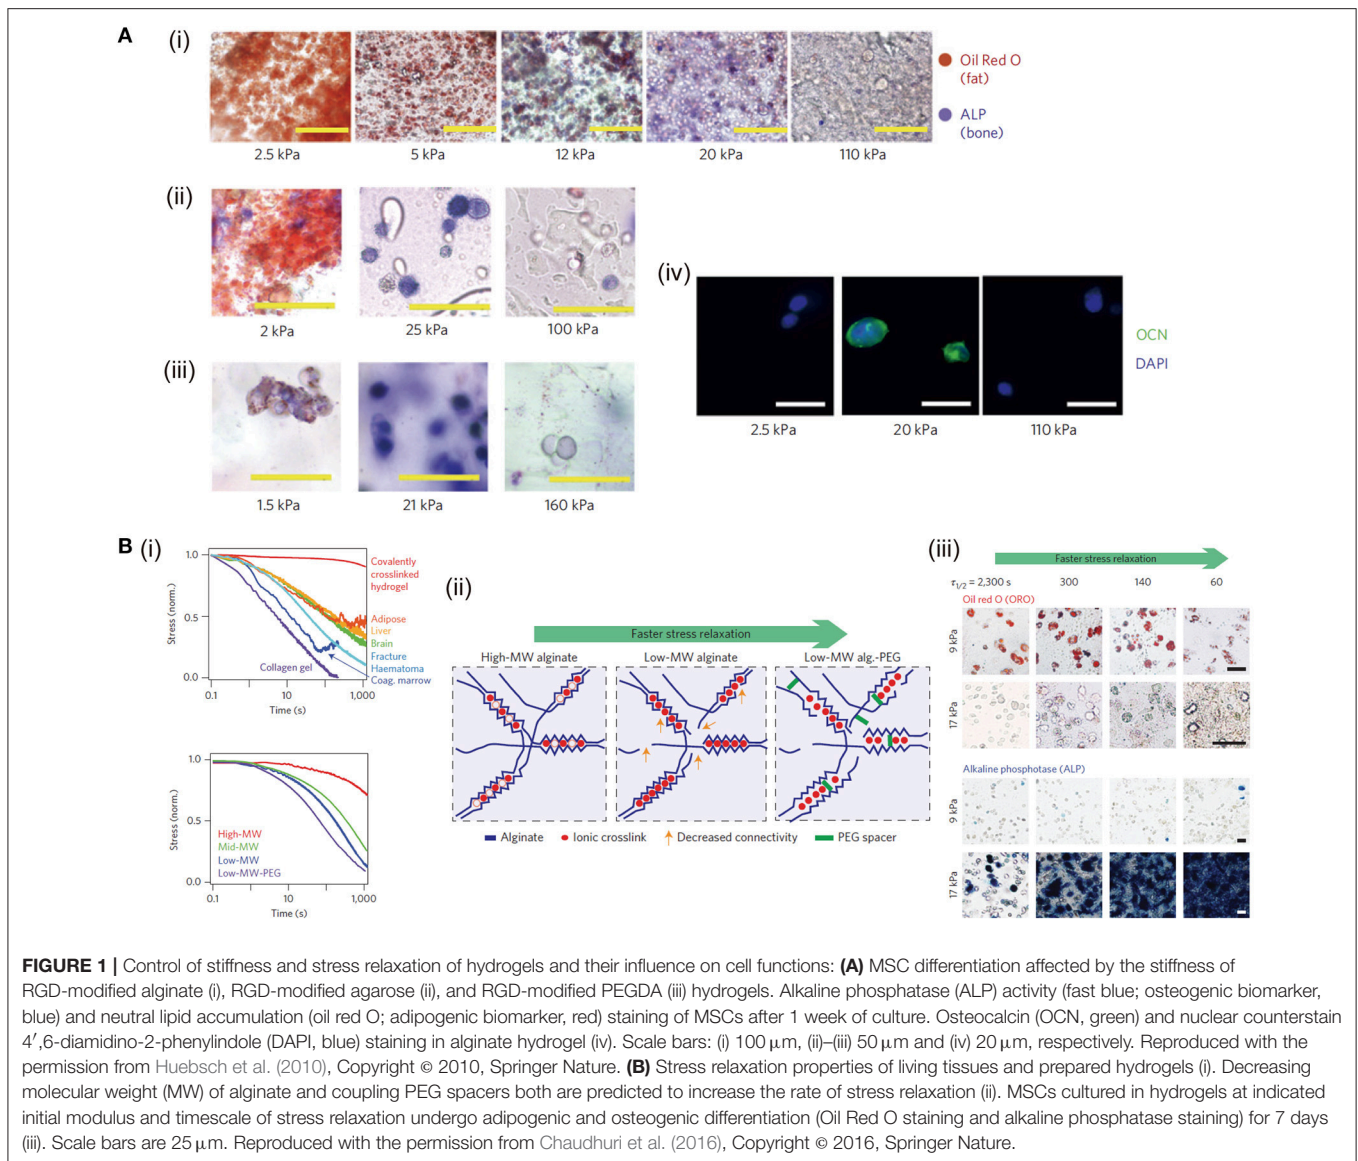 A
(i)
Oil Red O
(fat)
ALP
(bone)
2.5 kPa
5 kPa
12 kPa
20 kPa
110 kPa
(ii)
2 kPa
25 kPa
100 kPa
(iii)
1.5 kPa
21 kPa
160 kPa
(iv)
OCN
DAPI
2.5 kPa
20 kPa
110 kPa
B
(i)
Stress (norm.)
1.0
0.5
0.0
0.1
10
1,000
Time (s)
Covalently
crosslinked
hydrogel
Adipose
Liver
Brain
Fracture
Haematoma
Coag. marrow
Collagen gel
Stress (norm.)
1.0
0.5
0.0
0.1
10
1,000
Time (s)
High-MW
Mid-MW
Low-MW
Low-MW-PEG
(ii)
Faster stress relaxation
High-MW alginate
Low-MW alginate
Low-MW alg.-PEG
Alginate
Ionic crosslink
Decreased connectivity
PEG spacer
(iii)
Faster stress relaxation
τ1/2 = 2,300 s
300
140
60
Oil red O (ORO)
9 kPa
17 kPa
Alkaline phosphotase (ALP)
9 kPa
17 kPa
FIGURE 1 | Control of stiffness and stress relaxation of hydrogels and their influence on cell functions: (A) MSC differentiation affected by the stiffness of
RGD-modified alginate (i), RGD-modified agarose (ii), and RGD-modified PEGDA (iii) hydrogels. Alkaline phosphatase (ALP) activity (fast blue; osteogenic biomarker,
blue) and neutral lipid accumulation (oil red O; adipogenic biomarker, red) staining of MSCs after 1 week of culture. Osteocalcin (OCN, green) and nuclear counterstain
4′,6-diamidino-2-phenylindole (DAPI, blue) staining in alginate hydrogel (iv). Scale bars: (i) 100 μm, (ii)–(iii) 50 μm and (iv) 20 μm, respectively. Reproduced with the
permission from Huebsch et al. (2010), Copyright © 2010, Springer Nature. (B) Stress relaxation properties of living tissues and prepared hydrogels (i). Decreasing
molecular weight (MW) of alginate and coupling PEG spacers both are predicted to increase the rate of stress relaxation (ii). MSCs cultured in hydrogels at indicated
initial modulus and timescale of stress relaxation undergo adipogenic and osteogenic differentiation (Oil Red O staining and alkaline phosphatase staining) for 7 days
(iii). Scale bars are 25 μm. Reproduced with the permission from Chaudhuri et al. (2016), Copyright © 2016, Springer Nature.